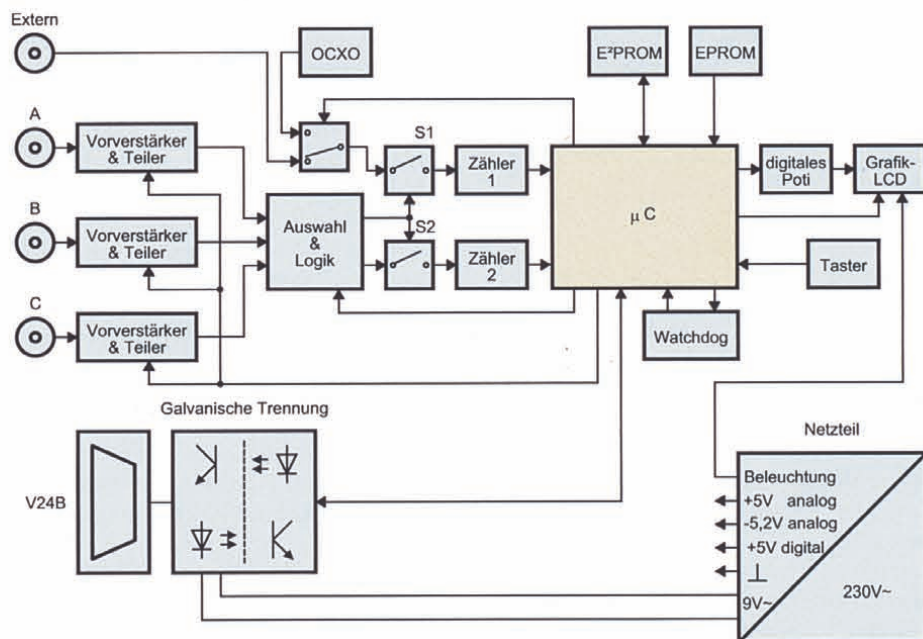 Extern
OCXO
E²PROM
EPROM
A
Vorverstärker
& Teiler
S1
Zähler
1
digitales
Poti
Grafik-
LCD
µ C
B
Vorverstärker
& Teiler
Auswahl
&
Logik
S2
Zähler
2
Taster
C
Vorverstärker
& Teiler
Watchdog
Galvanische Trennung
Netzteil
V24B
Beleuchtung
+5V analog
-5,2V analog
+5V digital
9V~
230V~